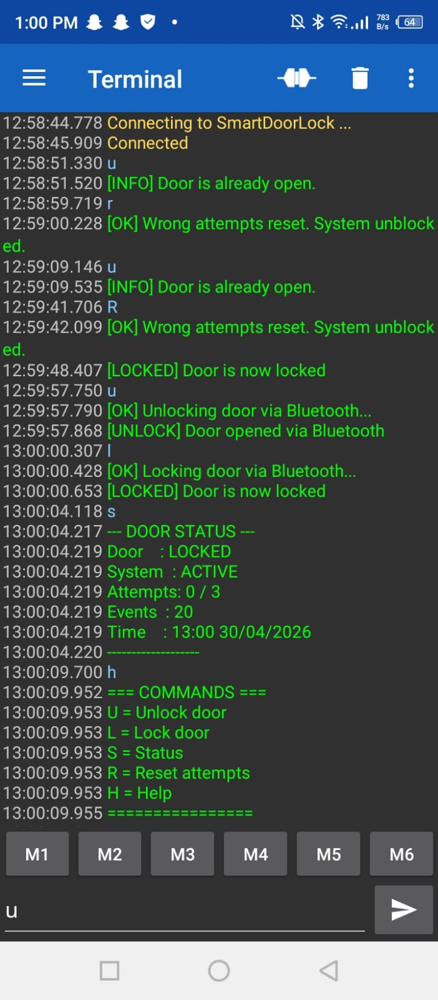 1:00 PM
783
B/s
64
Terminal
12:58:44.778 Connecting to SmartDoorLock ...
12:58:45.909 Connected
12:58:51.330 u
12:58:51.520 [INFO] Door is already open.
12:58:59.719 r
12:59:00.228 [OK] Wrong attempts reset. System unblock
ed.
12:59:09.146 u
12:59:09.535 [INFO] Door is already open.
12:59:41.706 R
12:59:42.099 [OK] Wrong attempts reset. System unblock
ed.
12:59:48.407 [LOCKED] Door is now locked
12:59:57.750 u
12:59:57.790 [OK] Unlocking door via Bluetooth...
12:59:57.868 [UNLOCK] Door opened via Bluetooth
13:00:00.307 l
13:00:00.428 [OK] Locking door via Bluetooth...
13:00:00.653 [LOCKED] Door is now locked
13:00:04.118 s
13:00:04.217 --- DOOR STATUS ---
13:00:04.219 Door    : LOCKED
13:00:04.219 System  : ACTIVE
13:00:04.219 Attempts: 0 / 3
13:00:04.219 Events  : 20
13:00:04.219 Time    : 13:00 30/04/2026
13:00:04.220 -------------------
13:00:09.700 h
13:00:09.952 === COMMANDS ===
13:00:09.953 U = Unlock door
13:00:09.953 L = Lock door
13:00:09.953 S = Status
13:00:09.953 R = Reset attempts
13:00:09.953 H = Help
13:00:09.955 ================
M1 M2 M3 M4 M5 M6
u